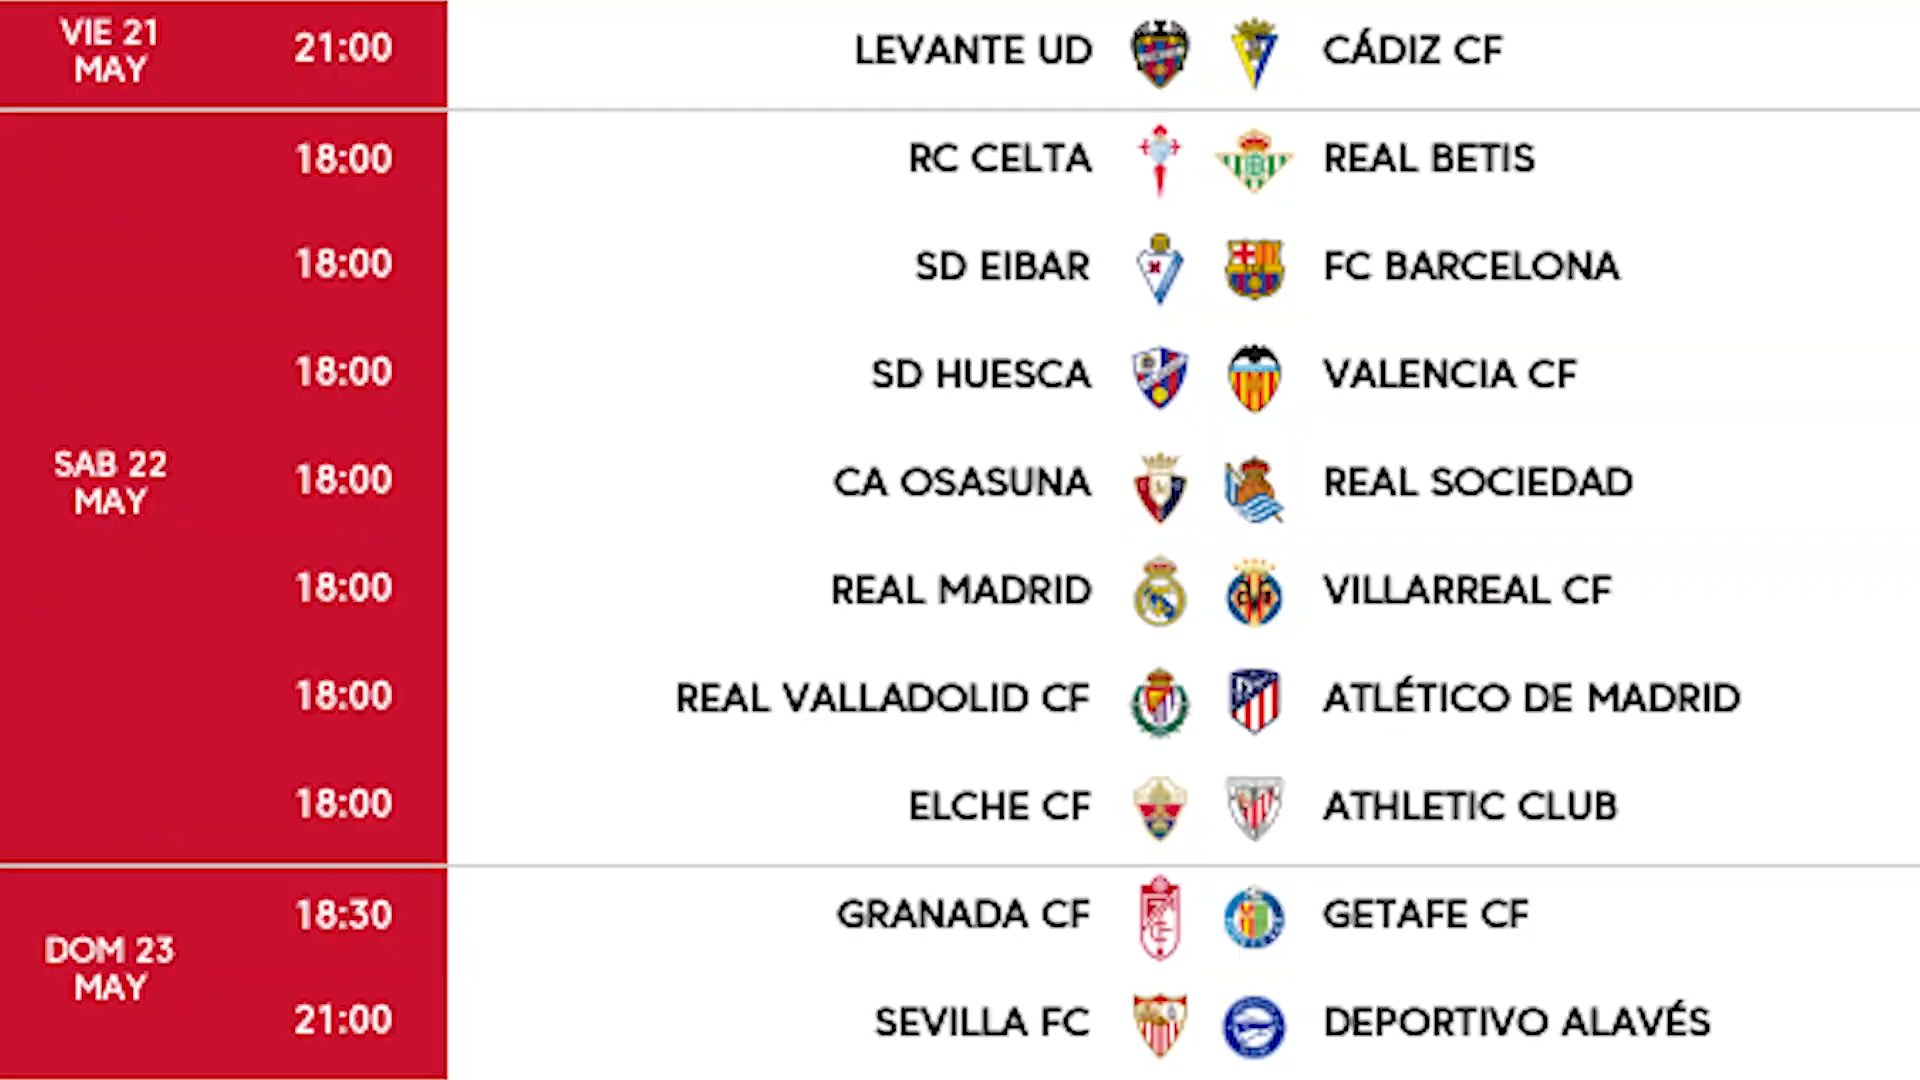 VIE 21
MAY
21:00 LEVANTE UD CÁDIZ CF
18:00 RC CELTA REAL BETIS
18:00 SD EIBAR FC BARCELONA
18:00 SD HUESCA VALENCIA CF
SAB 22
MAY
18:00 CA OSASUNA REAL SOCIEDAD
18:00 REAL MADRID VILLARREAL CF
18:00 REAL VALLADOLID CF ATLÉTICO DE MADRID
18:00 ELCHE CF ATHLETIC CLUB
18:30 GRANADA CF GETAFE CF
DOM 23
MAY
21:00 SEVILLA FC DEPORTIVO ALAVÉS